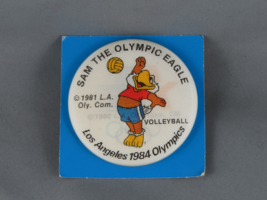 SAM THE OLYMPIC EAGLE
© 1981 L.A.
Oly. Com.
VOLLEYBALL
Los Angeles 1984 Olympics